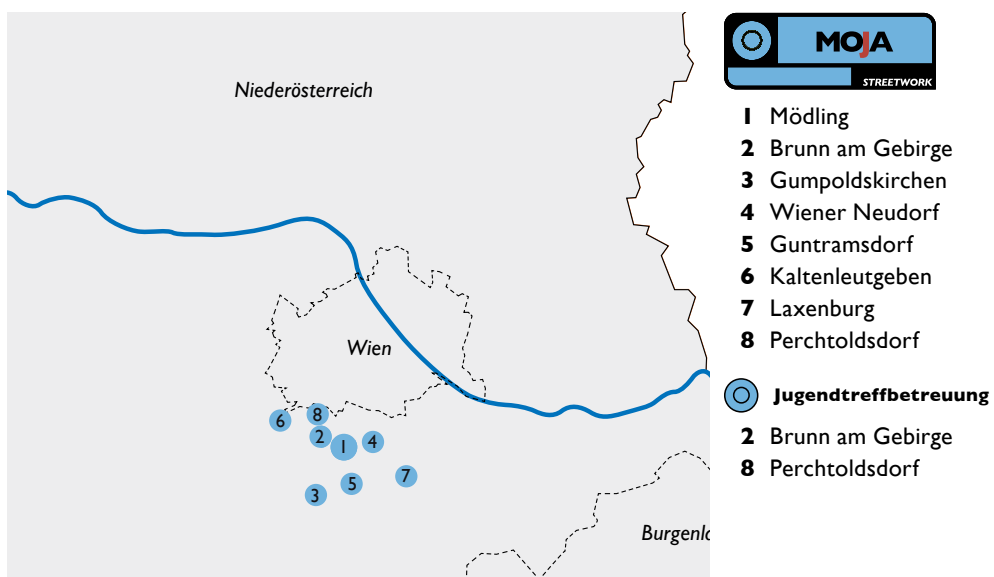 Niederösterreich
Wien
Burgenl
6
8
2
1
4
7
5
3
MOJA
STREETWORK
1 Mödling
2 Brunn am Gebirge
3 Gumpoldskirchen
4 Wiener Neudorf
5 Guntramsdorf
6 Kaltenleutgeben
7 Laxenburg
8 Perchtoldsdorf
Jugendtreffbetreuung
2 Brunn am Gebirge
8 Perchtoldsdorf